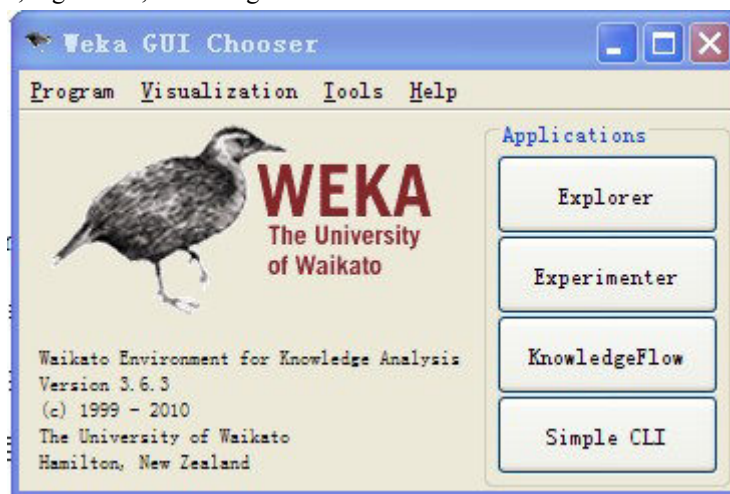 Weka GUI Chooser
Program Visualization Tools Help
Applications
WEKA
The University
of Waikato
Explorer
Experimenter
KnowledgeFlow
Simple CLI
Waikato Environment for Knowledge Analysis
Version 3.6.3
(c) 1999 - 2010
The University of Waikato
Hamilton, New Zealand